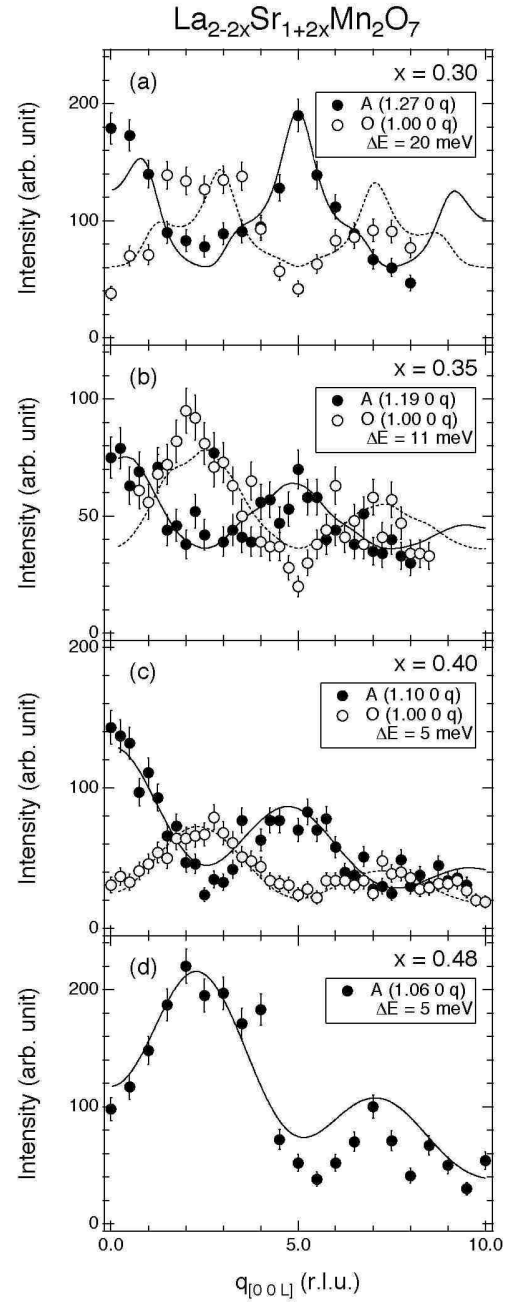 La2-2xSr1+2xMn2O7
(a)
x = 0.30
A (1.27 0 q)
O (1.00 0 q)
ΔE = 20 meV
Intensity (arb. unit)
200
100
0
(b)
x = 0.35
A (1.19 0 q)
O (1.00 0 q)
ΔE = 11 meV
Intensity (arb. unit)
100
50
0
(c)
x = 0.40
A (1.10 0 q)
O (1.00 0 q)
ΔE = 5 meV
Intensity (arb. unit)
200
100
0
(d)
x = 0.48
A (1.06 0 q)
ΔE = 5 meV
Intensity (arb. unit)
200
100
0
0.0 5.0 10.0
q[0 0 L] (r.l.u.)